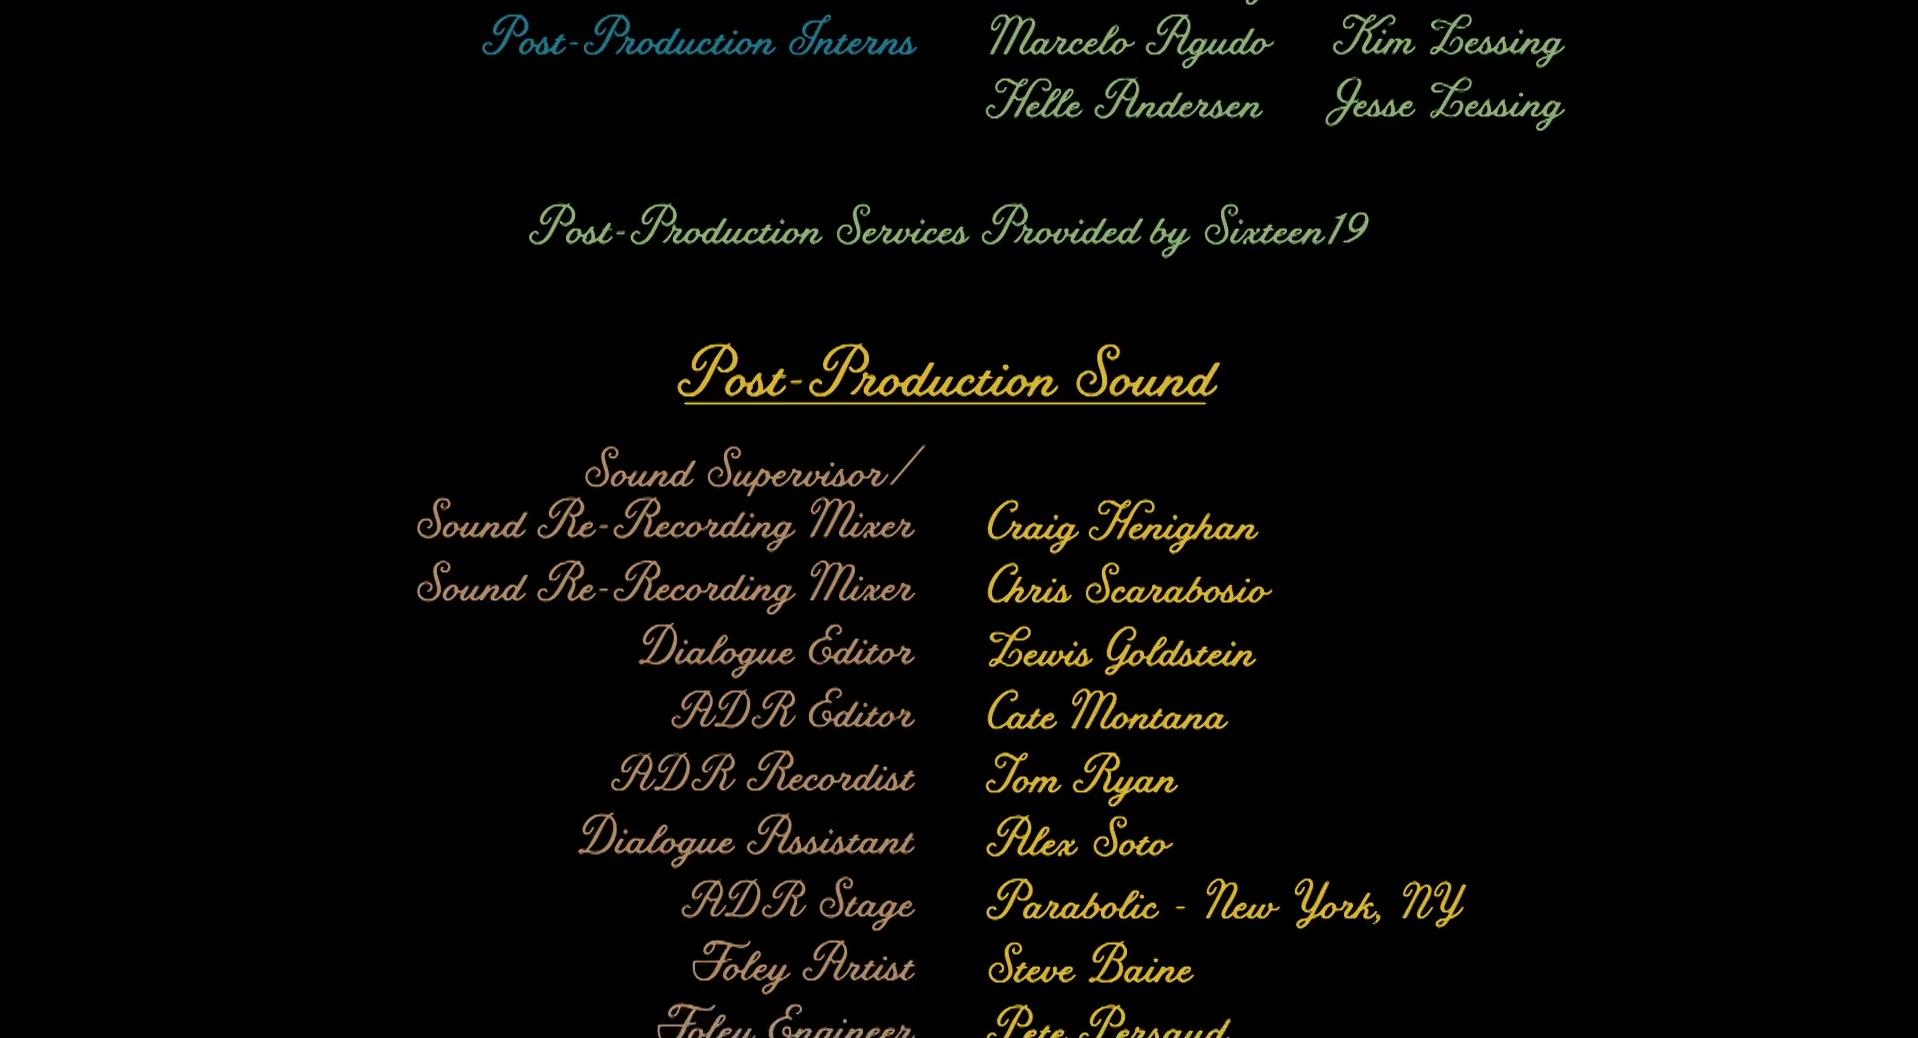 Post-Production Interns Marcelo Agudo Kim Lessing
Helle Andersen Jesse Lessing
Post-Production Services Provided by Sixteen19
Post-Production Sound
Sound Supervisor/
Sound Re-Recording Mixer Craig Henighan
Sound Re-Recording Mixer Chris Scarabosio
Dialogue Editor Lewis Goldstein
ADR Editor Cate Montana
ADR Recordist Tom Ryan
Dialogue Assistant Alex Soto
ADR Stage Parabolic - New York, NY
Foley Artist Steve Baine
Foley Engineer Pete Persaud